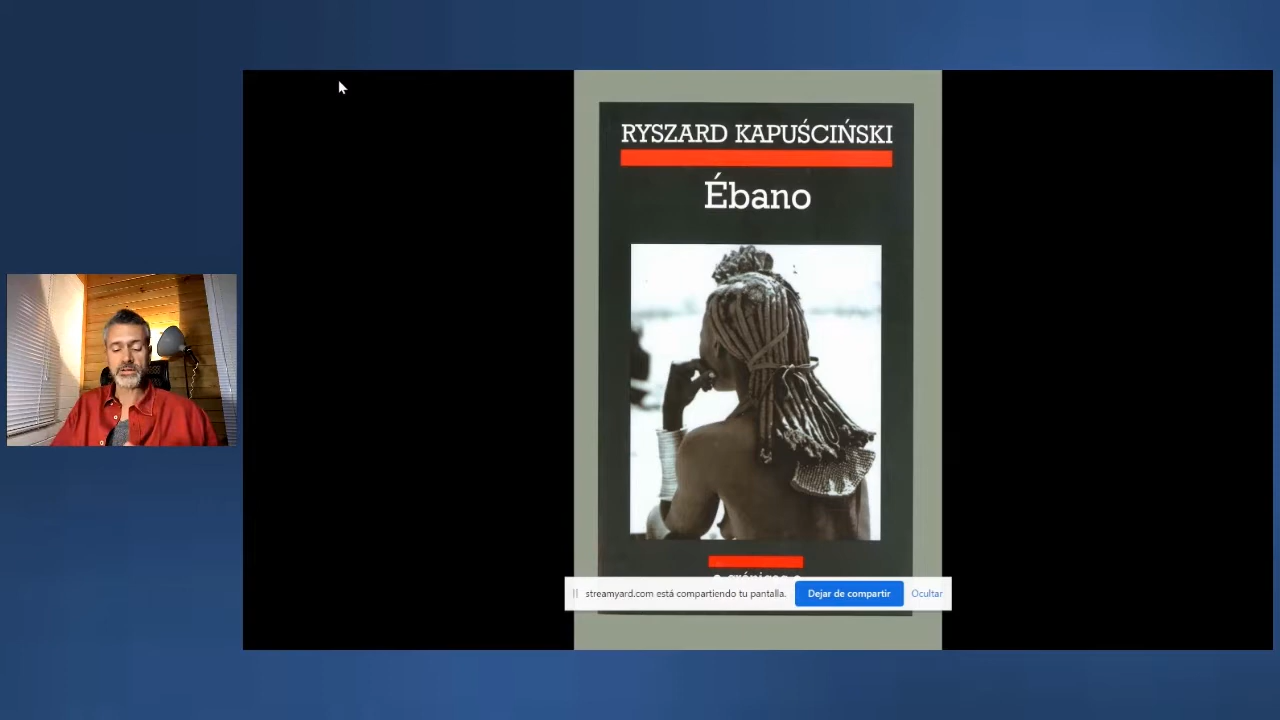 RYSZARD KAPUŚCIŃSKI
Ébano
streamyard.com está compartiendo tu pantalla.
Dejar de compartir
Ocultar